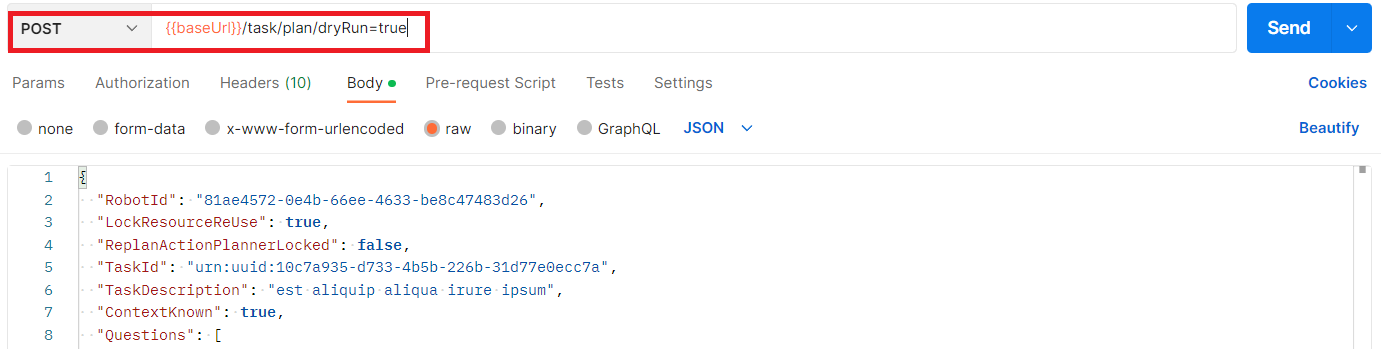 POST {{baseUrl}}/task/plan/dryRun=true Send
Params Authorization Headers (10) Body Pre-request Script Tests Settings Cookies
none form-data x-www-form-urlencoded raw binary GraphQL JSON Beautify
1 {
2 "RobotId": "81ae4572-0e4b-66ee-4633-be8c47483d26",
3 "LockResourceReUse": true,
4 "ReplanActionPlannerLocked": false,
5 "TaskId": "urn:uuid:10c7a935-d733-4b5b-226b-31d77e0ecc7a",
6 "TaskDescription": "est aliquip aliqua irure ipsum",
7 "ContextKnown": true,
8 "Questions": [